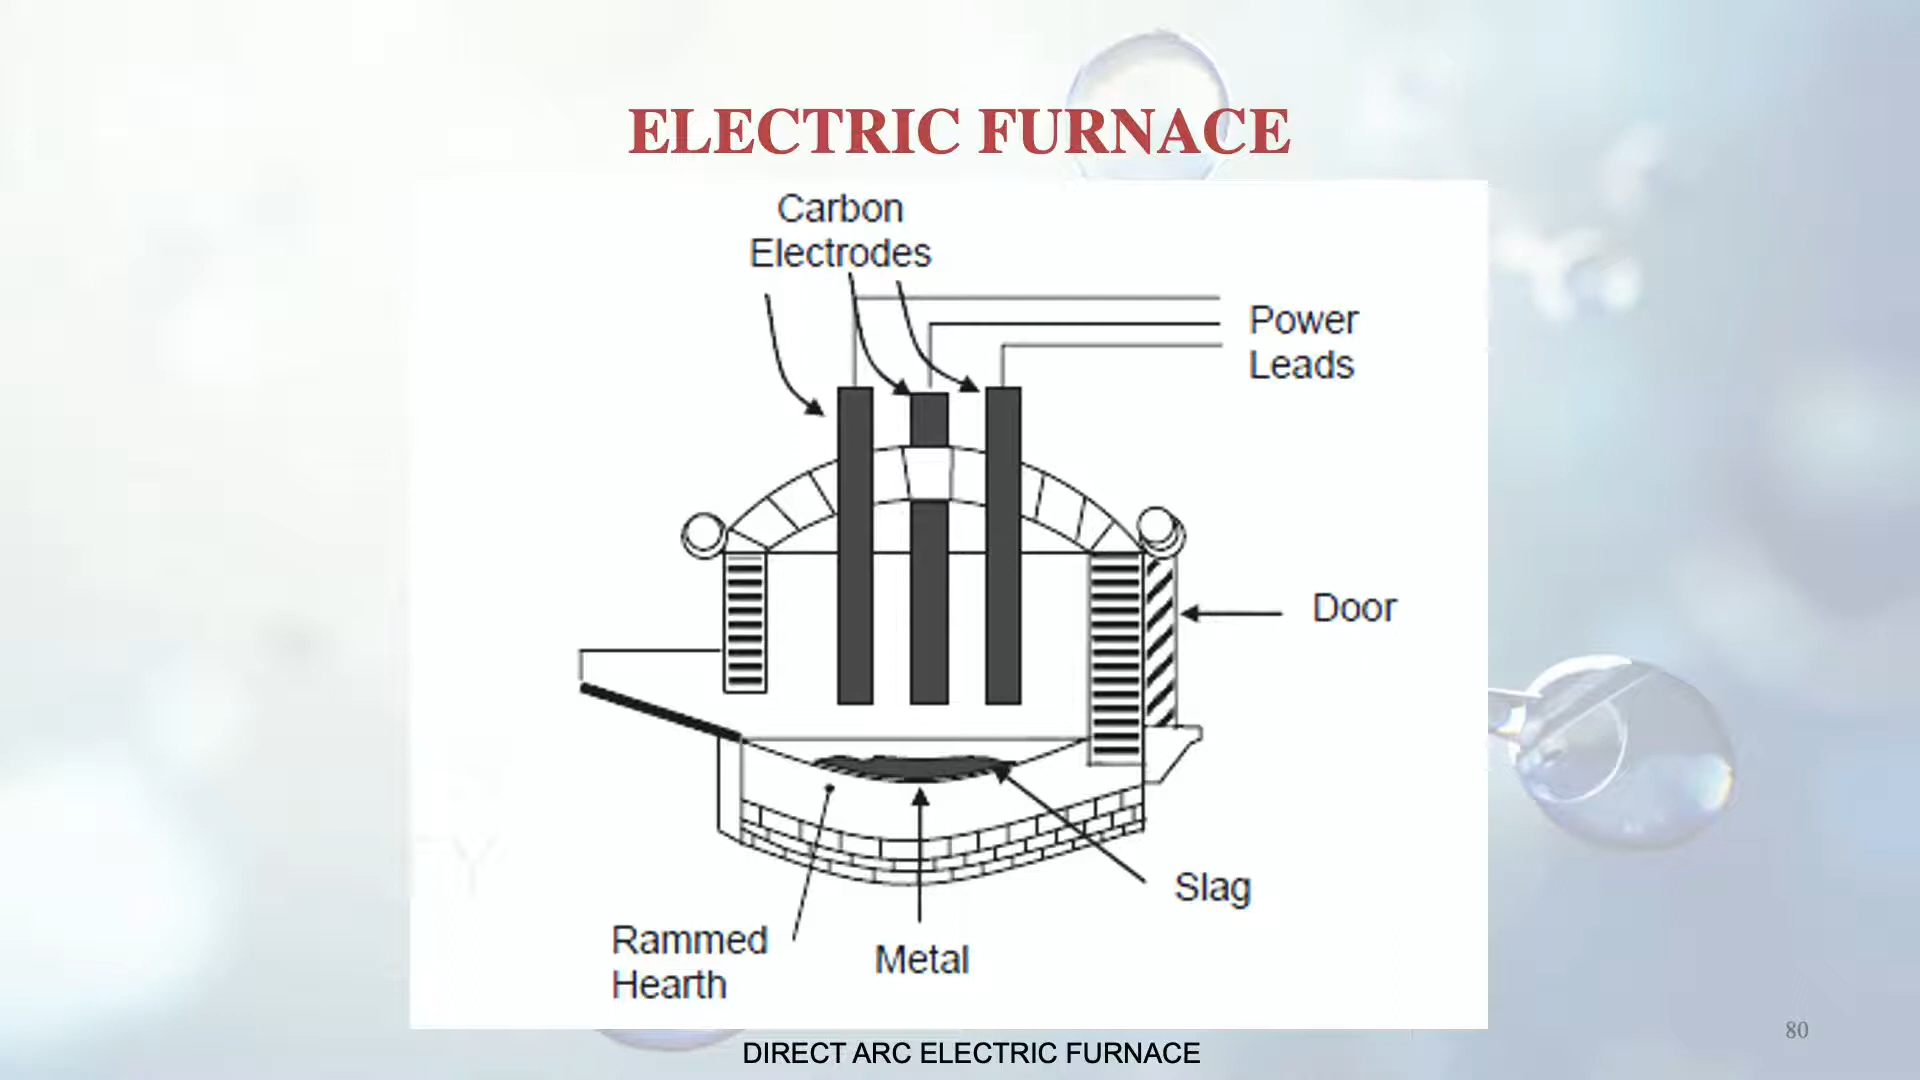 ELECTRIC FURNACE
Carbon
Electrodes
Power
Leads
Door
Slag
Rammed
Hearth
Metal
80
DIRECT ARC ELECTRIC FURNACE